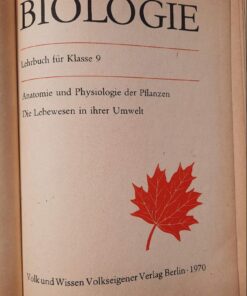 BIOLOGIE
Lehrbuch für Klasse 9
Anatomie und Physiologie der Pflanzen
Die Lebewesen in ihrer Umwelt
Volk und Wissen Volkseigener Verlag Berlin · 1970